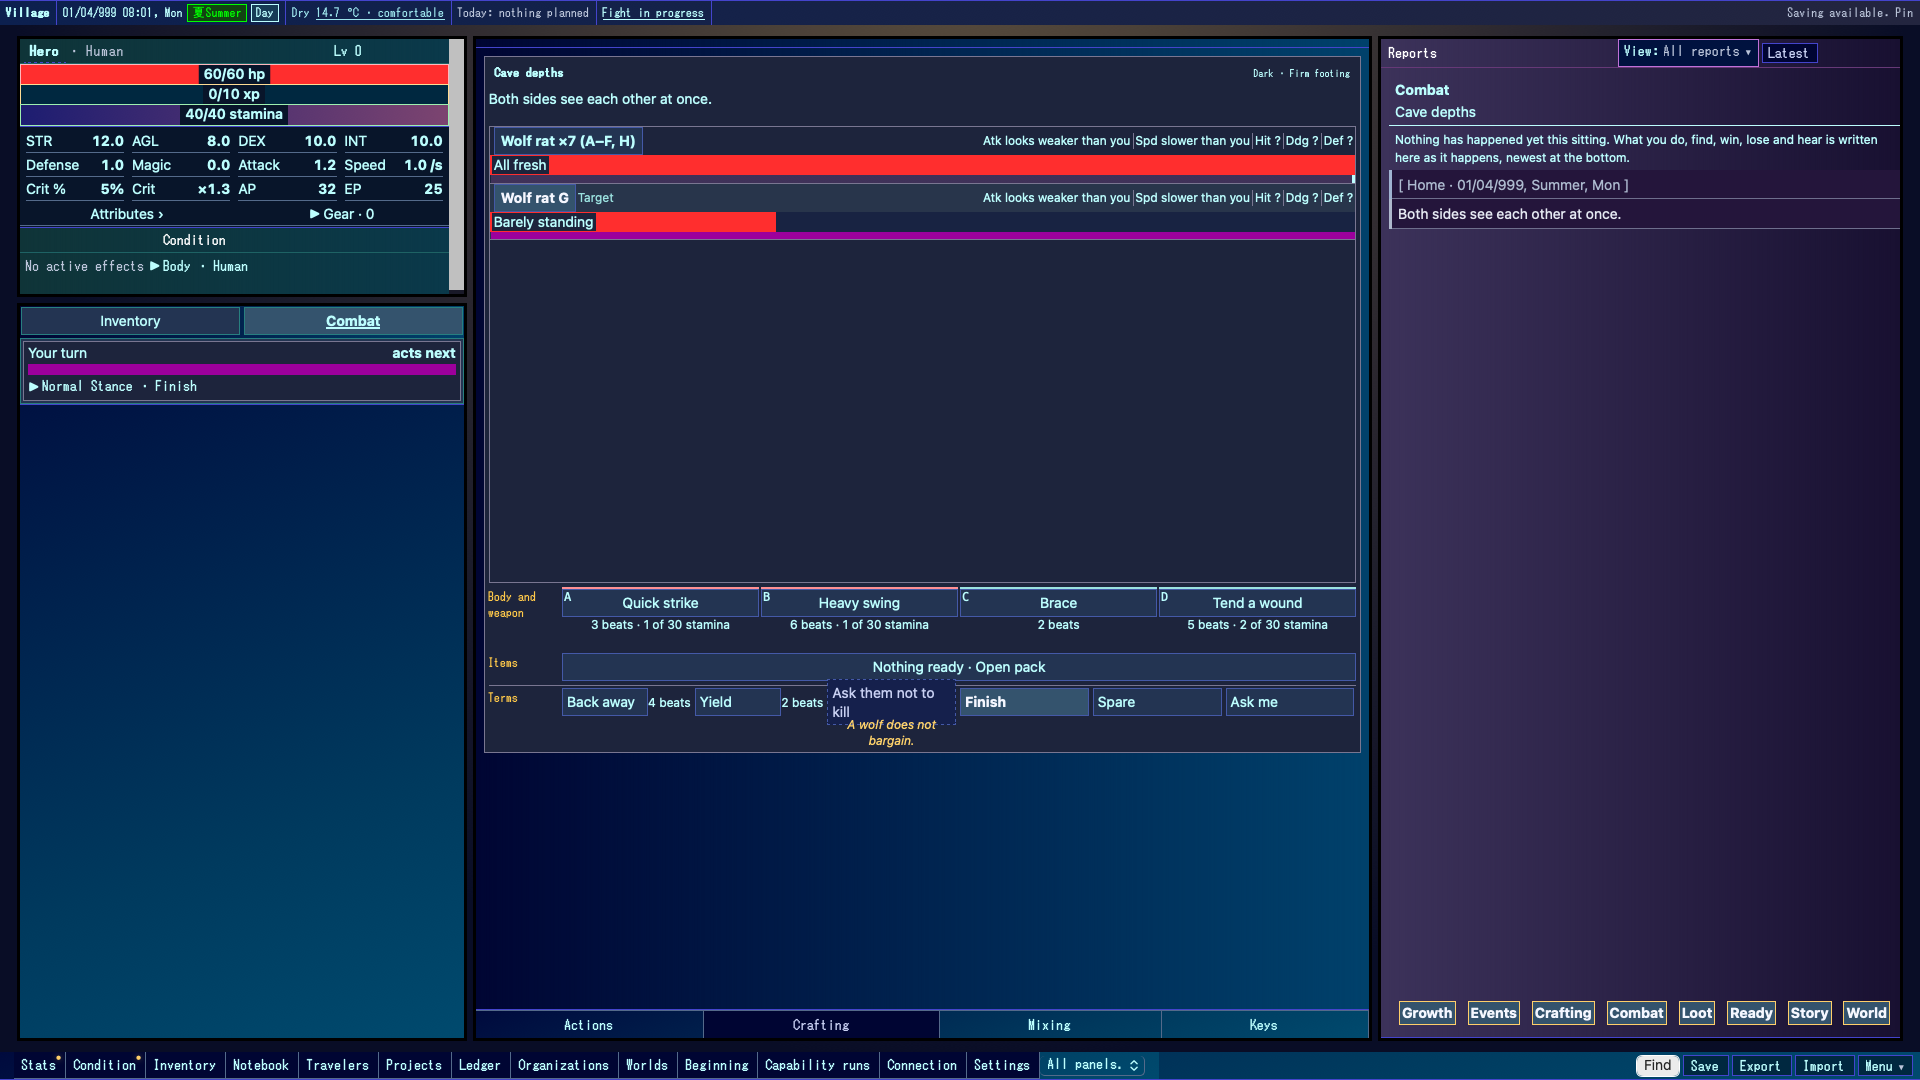 Village 01/04/999 08:01, Mon 夏Summer Day Dry 14.7 °C · comfortable Today: nothing planned Fight in progress Saving available. Pin
Hero · Human Lv 0
60/60 hp
0/10 xp
40/40 stamina
STR 12.0 AGL 8.0 DEX 10.0 INT 10.0
Defense 1.0 Magic 0.0 Attack 1.2 Speed 1.0 /s
Crit % 5% Crit ×1.3 AP 32 EP 25
Attributes › ▶ Gear · 0
Condition
No active effects ▶ Body · Human
Inventory Combat
Your turn acts next
▶ Normal Stance · Finish
Cave depths Dark · Firm footing
Both sides see each other at once.
Wolf rat ×7 (A–F, H) Atk looks weaker than you Spd slower than you Hit ? Ddg ? Def ?
All fresh
Wolf rat G Target Atk looks weaker than you Spd slower than you Hit ? Ddg ? Def ?
Barely standing
Body and weapon
A Quick strike B Heavy swing C Brace D Tend a wound
3 beats · 1 of 30 stamina 6 beats · 1 of 30 stamina 2 beats 5 beats · 2 of 30 stamina
Items Nothing ready · Open pack
Terms Back away 4 beats Yield 2 beats Ask them not to kill Finish Spare Ask me
A wolf does not bargain.
Actions Crafting Mixing Keys
Reports View: All reports ▾ Latest
Combat
Cave depths
Nothing has happened yet this sitting. What you do, find, win, lose and hear is written
here as it happens, newest at the bottom.
[ Home · 01/04/999, Summer, Mon ]
Both sides see each other at once.
Growth Events Crafting Combat Loot Ready Story World
Stats Condition Inventory Notebook Travelers Projects Ledger Organizations Worlds Beginning Capability runs Connection Settings All panels. Find Save Export Import Menu ▾